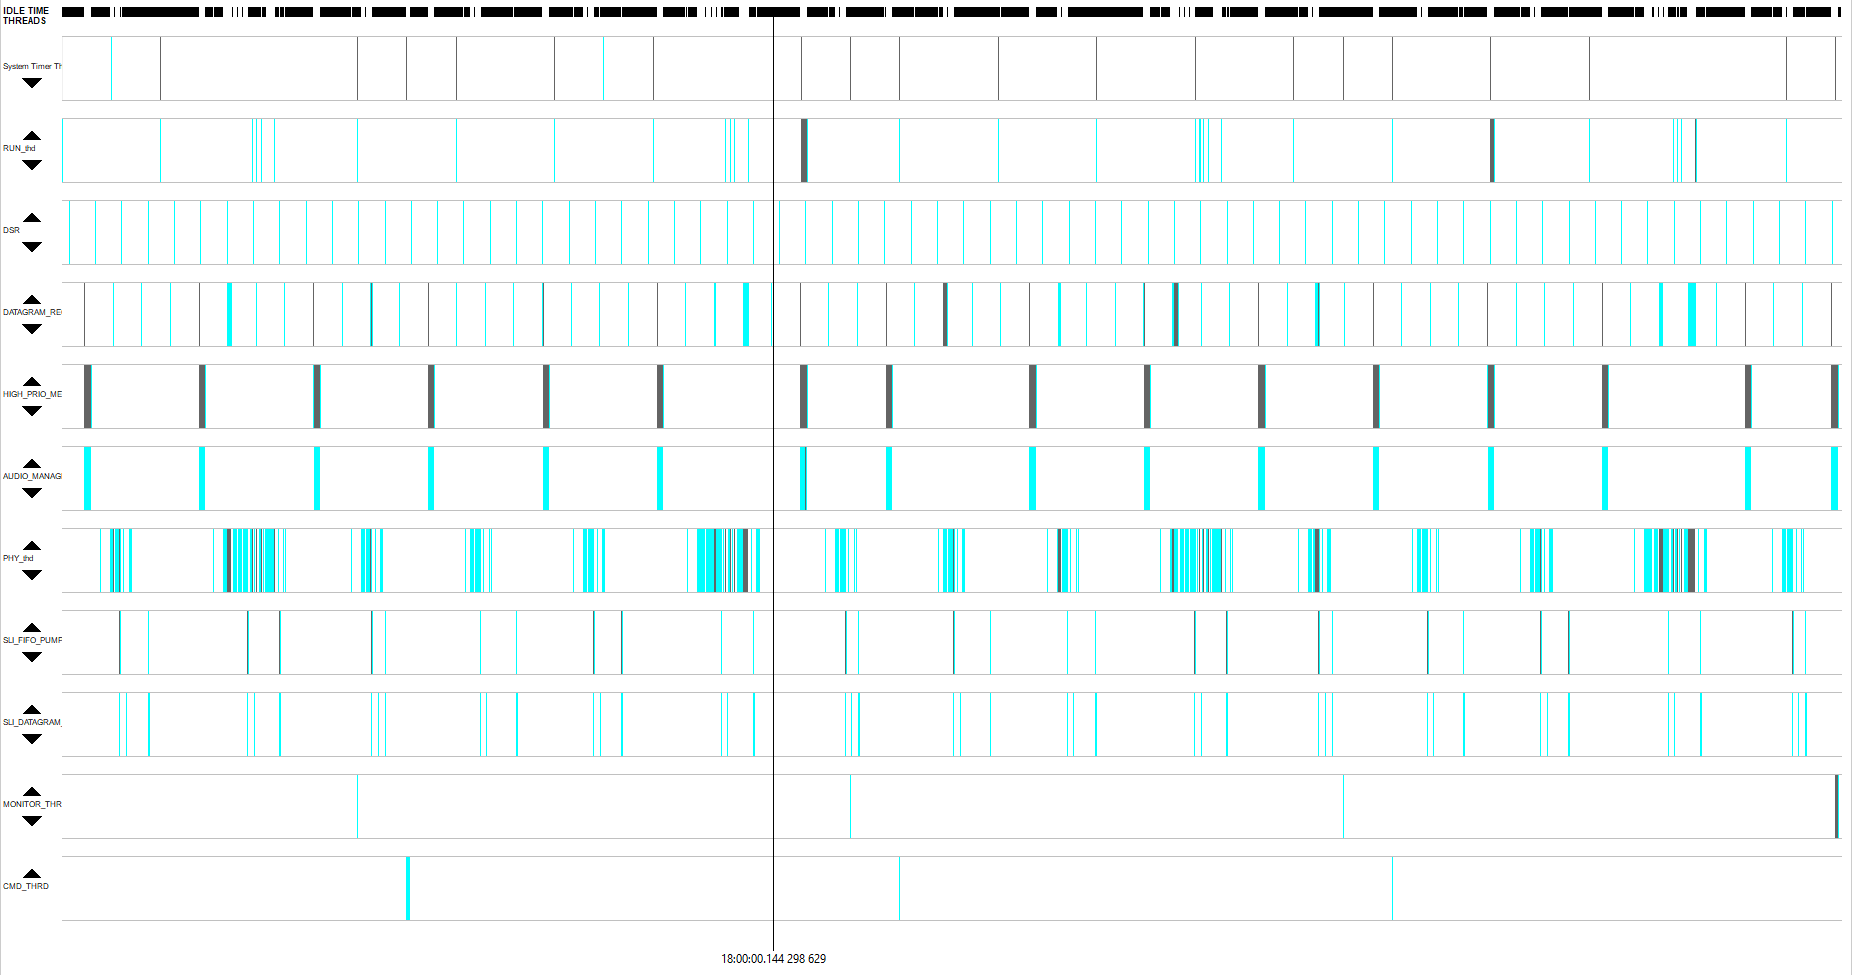 IDLE TIME
THREADS
System Timer Th
RUN_thd
DSR
DATAGRAM_RE
HIGH_PRIO_ME
AUDIO_MANAG
PHY_thd
SLI_FIFO_PUMP
SLI_DATAGRAM_
MONITOR_THR
CMD_THRD
18:00:00.144 298 629